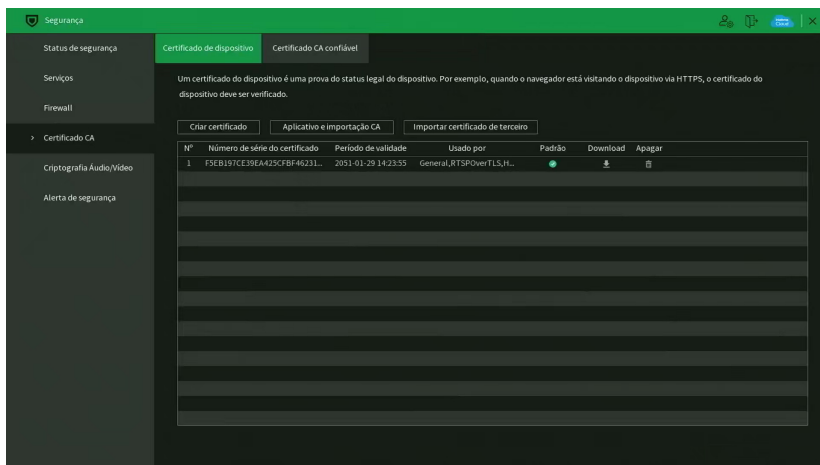 Segurança
Status de segurança
Serviços
Firewall
> Certificado CA
Criptografia Áudio/Vídeo
Alerta de segurança
Certificado de dispositivo Certificado CA confiável
Um certificado do dispositivo é uma prova do status legal do dispositivo. Por exemplo, quando o navegador está visitando o dispositivo via HTTPS, o certificado do
dispositivo deve ser verificado.
Criar certificado Aplicativo e importação CA Importar certificado de terceiro
Nº Número de série do certificado Período de validade Usado por Padrão Download Apagar
1 F5EB197CE39EA425CFBF46231... 2051-01-29 14:23:55 General,RTSPOverTLS,H...